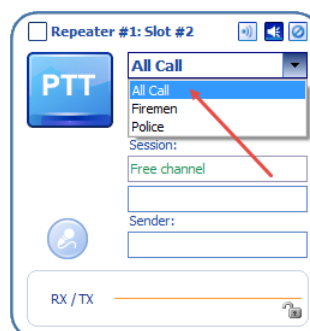 Repeater #1: Slot #2
PTT
All Call
All Call
Firemen
Police
Session:
Free channel
Sender:
RX / TX